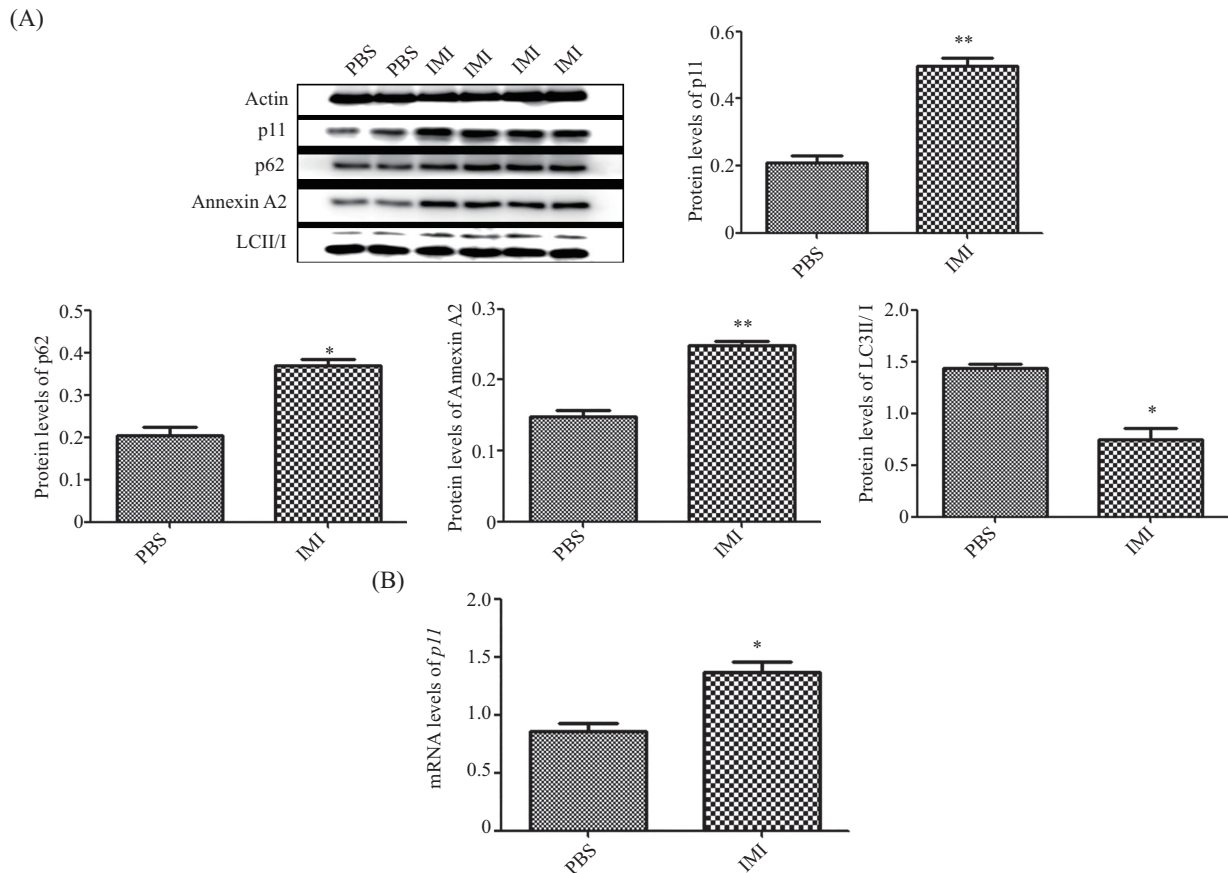 (A)
PBS PBS IMI IMI IMI IMI
Actin
p11
p62
Annexin A2
LCII/I
Protein levels of p11
0.6
0.4
0.2
0
**
PBS
IMI
Protein levels of p62
0.5
0.4
0.3
0.2
0.1
0
*
PBS
IMI
Protein levels of Annexin A2
0.3
0.2
0.1
0
**
PBS
IMI
Protein levels of LC3II/ I
2.0
1.5
1.0
0.5
0
*
PBS
IMI
(B)
mRNA levels of p11
2.0
1.5
1.0
0.5
0
*
PBS
IMI